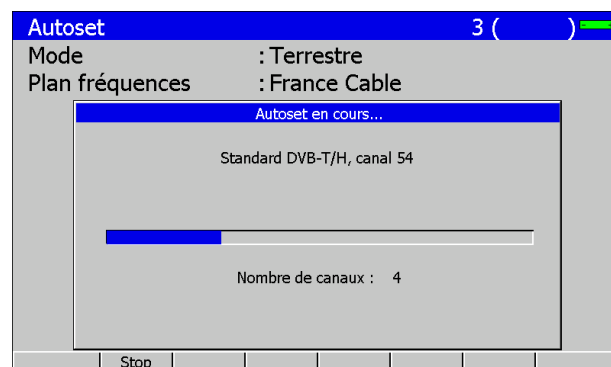 Autoset 3 ( )
Mode : Terrestre
Plan fréquences : France Cable
Autoset en cours...
Standard DVB-T/H, canal 54
Nombre de canaux : 4
Stop